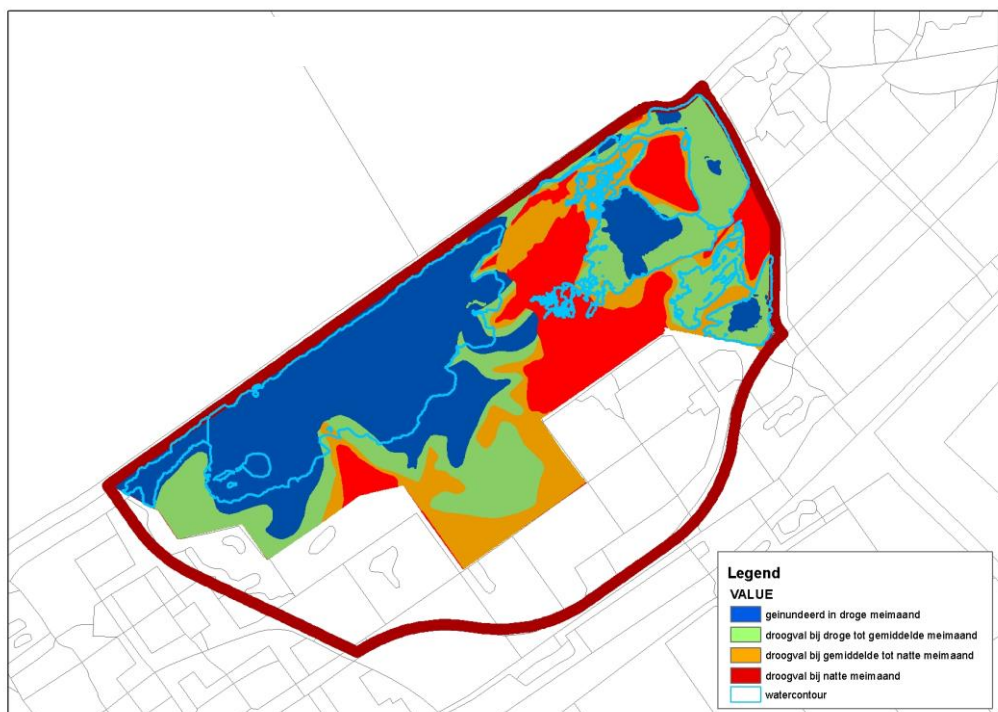 Legend
VALUE
geinundeerd in droge meimaand
droogval bij droge tot gemiddelde meimaand
droogval bij gemiddelde tot natte meimaand
droogval bij natte meimaand
watercontour